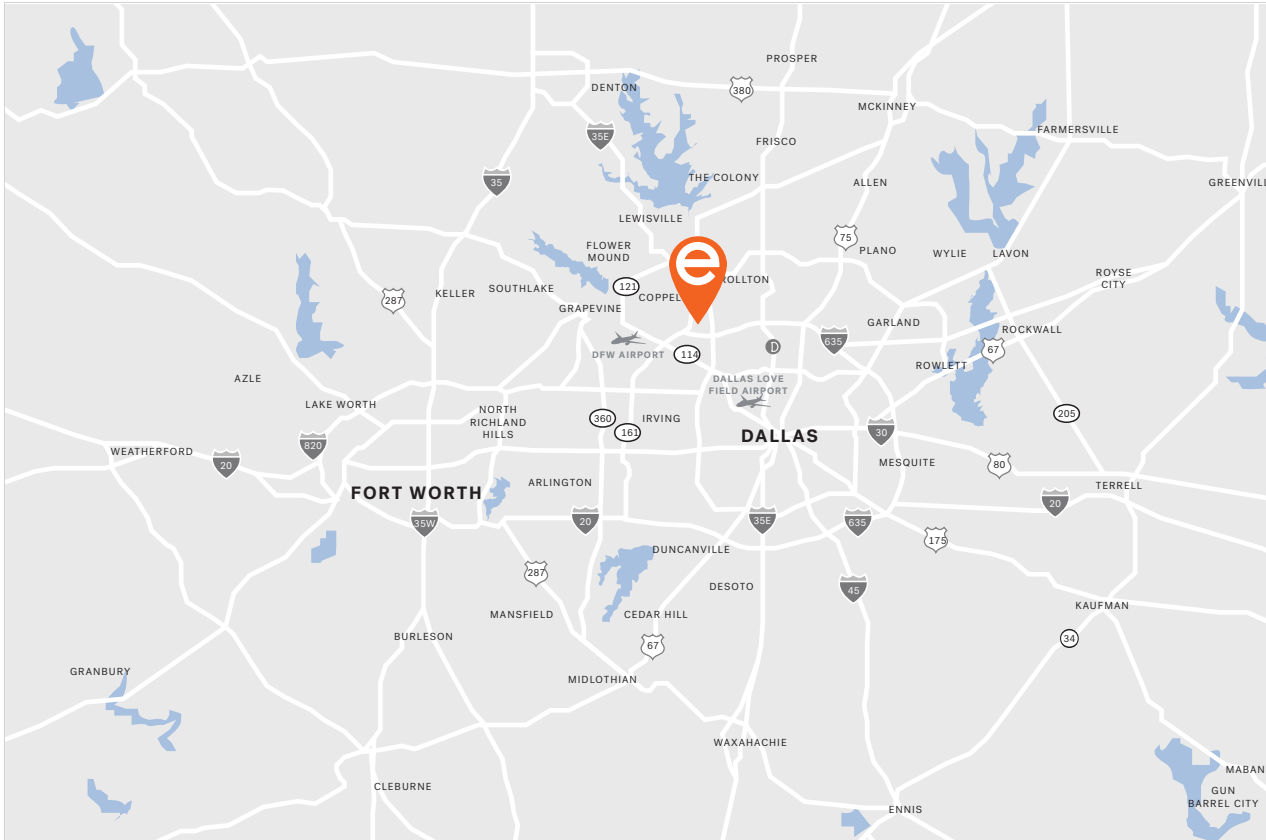 PROSPER
DENTON
380
MCKINNEY
35E
FARMERSVILLE
FRISCO
THE COLONY
35
ALLEN
GREENVILL
LEWISVILLE
75
FLOWER
MOUND
PLANO
WYLIE
LAVON
e
ROYSE
CITY
121
ROLLTON
SOUTHLAKE
KELLER
COPPEL
287
GRAPEVINE
GARLAND
ROCKWALL
635
DFW AIRPORT
114
D
67
ROWLETT
AZLE
DALLAS LOVE
FIELD AIRPORT
LAKE WORTH
NORTH
RICHLAND
HILLS
360
161
IRVING
205
DALLAS
30
820
WEATHERFORD
20
MESQUITE
80
FORT WORTH
ARLINGTON
TERRELL
20
35W
20
35E
635
175
DUNCANVILLE
287
DESOTO
45
MANSFIELD
CEDAR HILL
KAUFMAN
BURLESON
34
67
GRANBURY
MIDLOTHIAN
WAXAHACHIE
MABAN
CLEBURNE
GUN
BARREL CITY
ENNIS